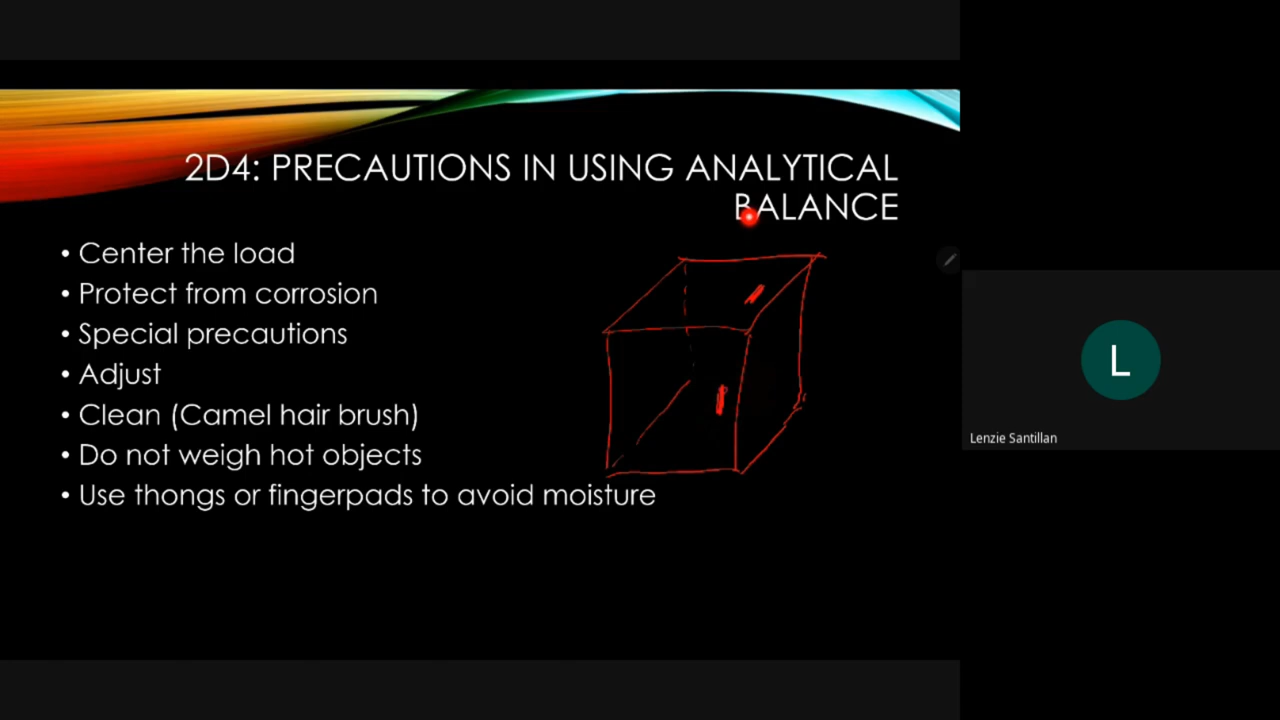 2D4: PRECAUTIONS IN USING ANALYTICAL
BALANCE
• Center the load
• Protect from corrosion
• Special precautions
• Adjust
• Clean (Camel hair brush)
• Do not weigh hot objects
• Use thongs or fingerpads to avoid moisture
L
Lenzie Santillan